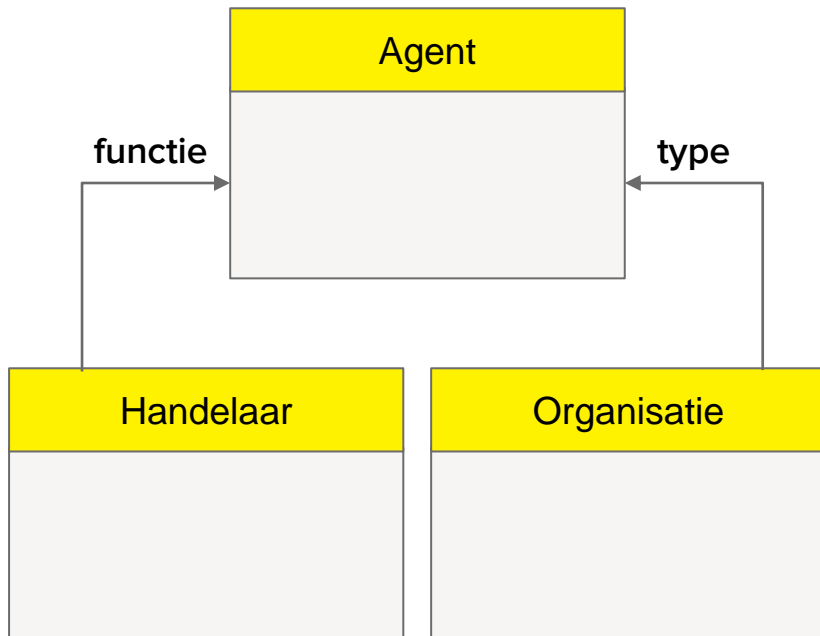 Agent
functie
type
Handelaar
Organisatie